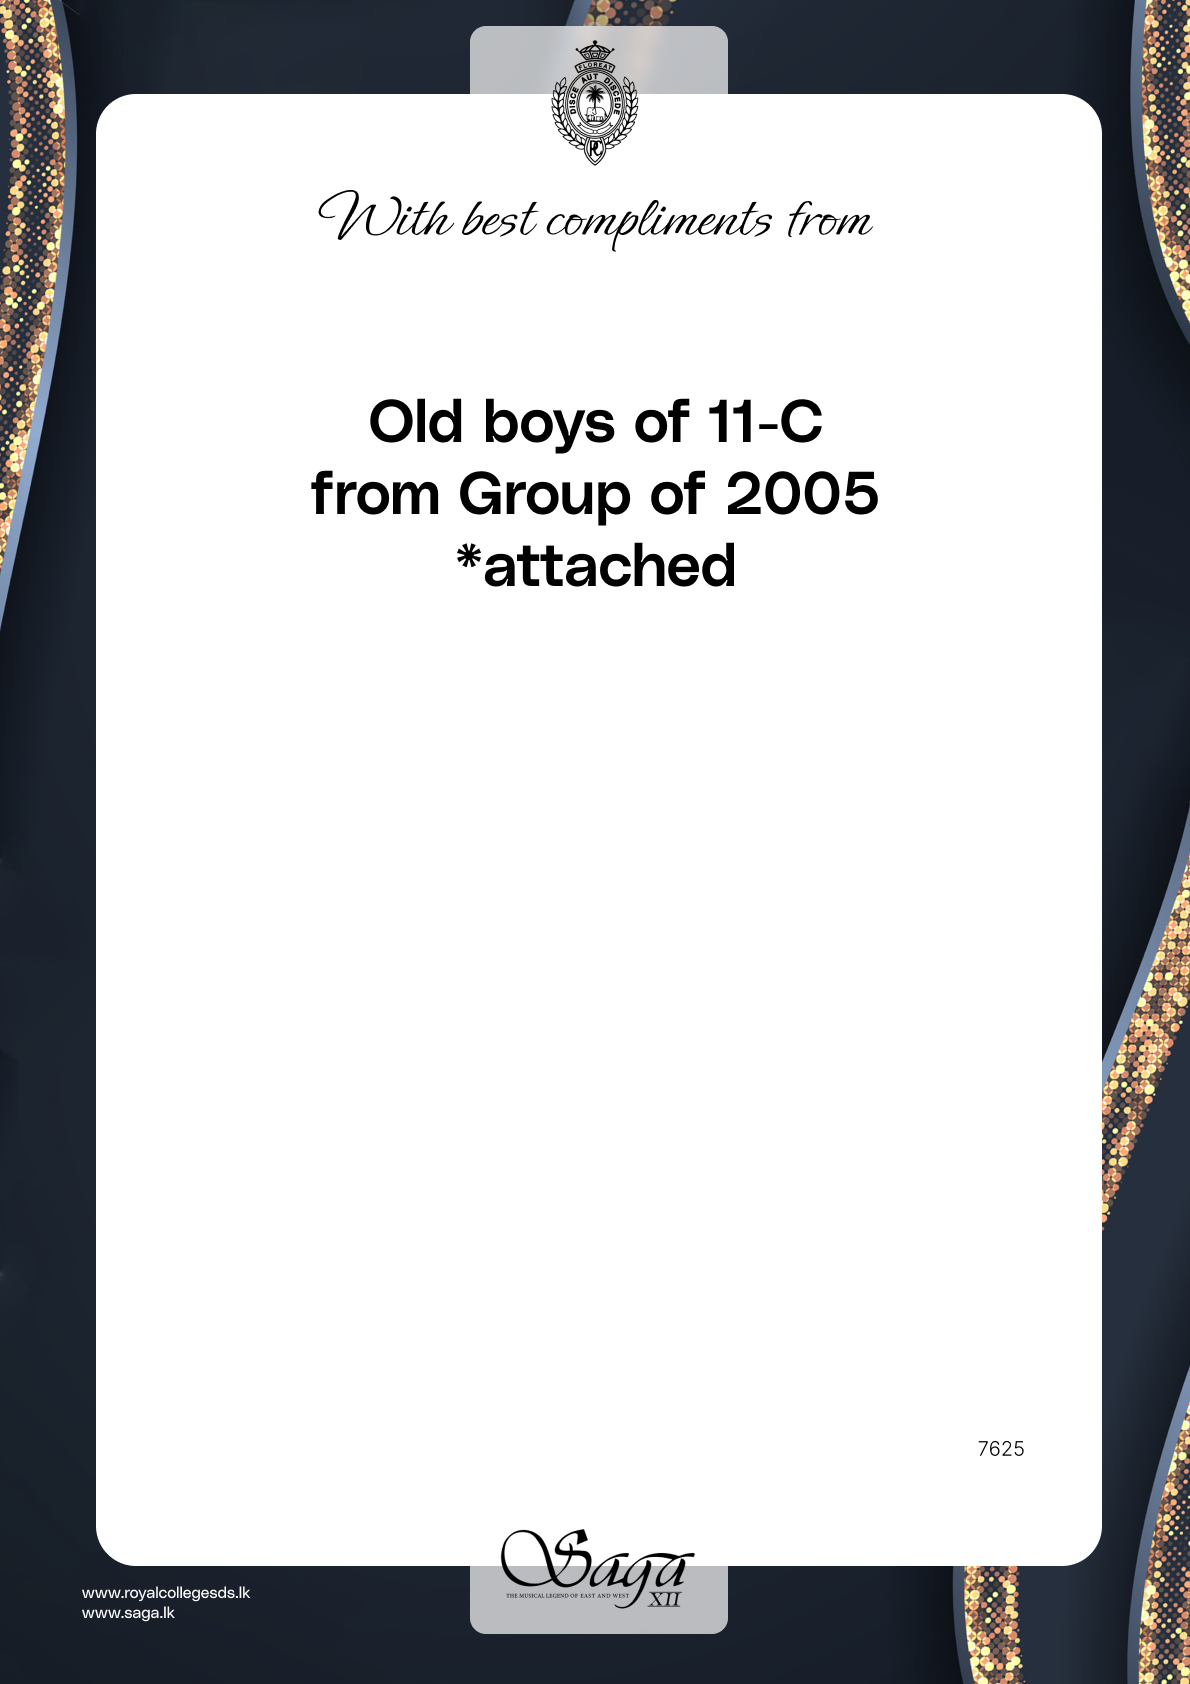 FLOREAT
DISCE AUT DISCEDE
RC
With best compliments from
Old boys of 11-C
from Group of 2005
*attached
7625
Saga
THE MUSICAL LEGEND OF EAST AND WEST
XII
www.royalcollegesds.lk
www.saga.lk